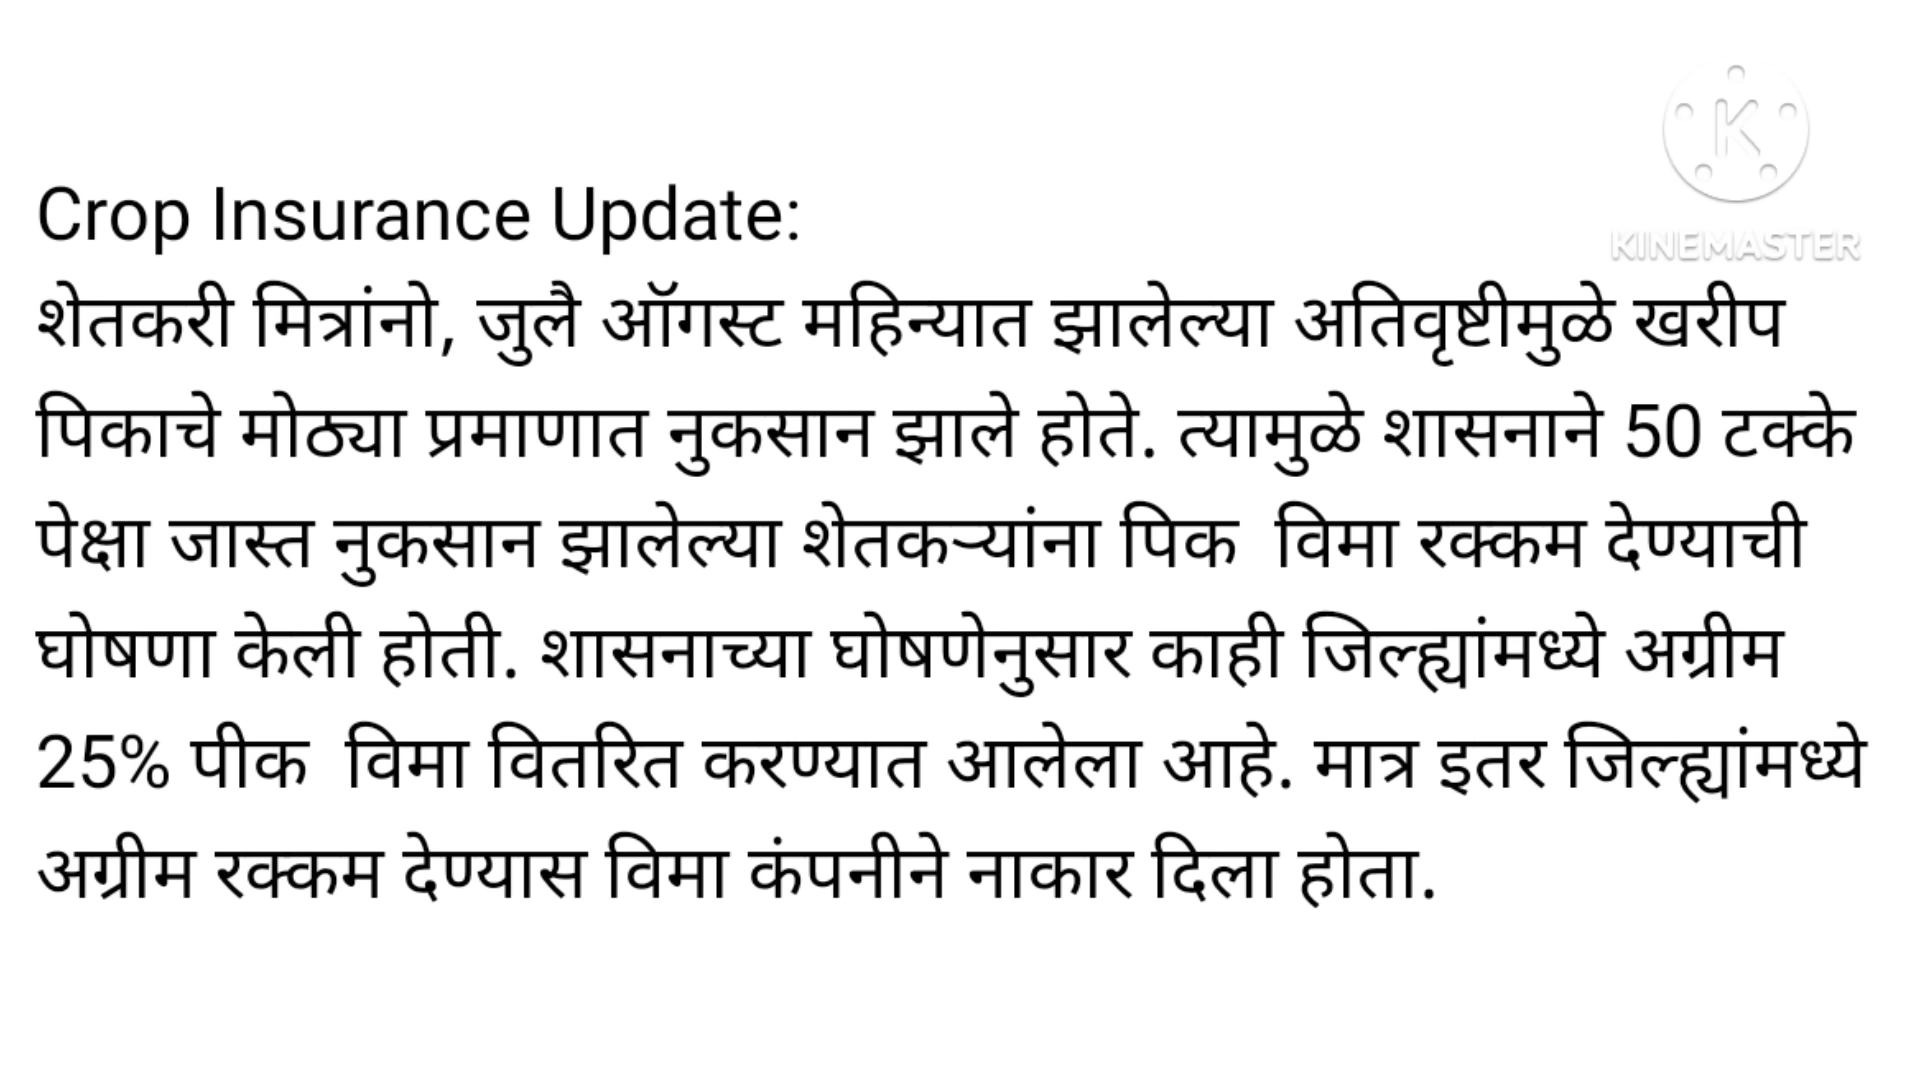 KINEMASTER
Crop Insurance Update:
शेतकरी मित्रांनो, जुलै ऑगस्ट महिन्यात झालेल्या अतिवृष्टीमुळे खरीप
पिकाचे मोठ्या प्रमाणात नुकसान झाले होते. त्यामुळे शासनाने 50 टक्के
पेक्षा जास्त नुकसान झालेल्या शेतकऱ्यांना पिक  विमा रक्कम देण्याची
घोषणा केली होती. शासनाच्या घोषणेनुसार काही जिल्ह्यांमध्ये अग्रीम
25% पीक  विमा वितरित करण्यात आलेला आहे. मात्र इतर जिल्ह्यांमध्ये
अग्रीम रक्कम देण्यास विमा कंपनीने नाकार दिला होता.